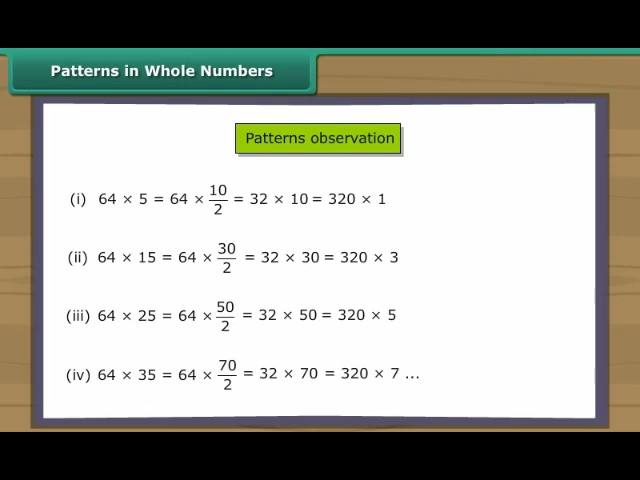 Patterns in Whole Numbers
Patterns observation
(i) 64 × 5 = 64 × 10/2 = 32 × 10 = 320 × 1
(ii) 64 × 15 = 64 × 30/2 = 32 × 30 = 320 × 3
(iii) 64 × 25 = 64 × 50/2 = 32 × 50 = 320 × 5
(iv) 64 × 35 = 64 × 70/2 = 32 × 70 = 320 × 7 ...